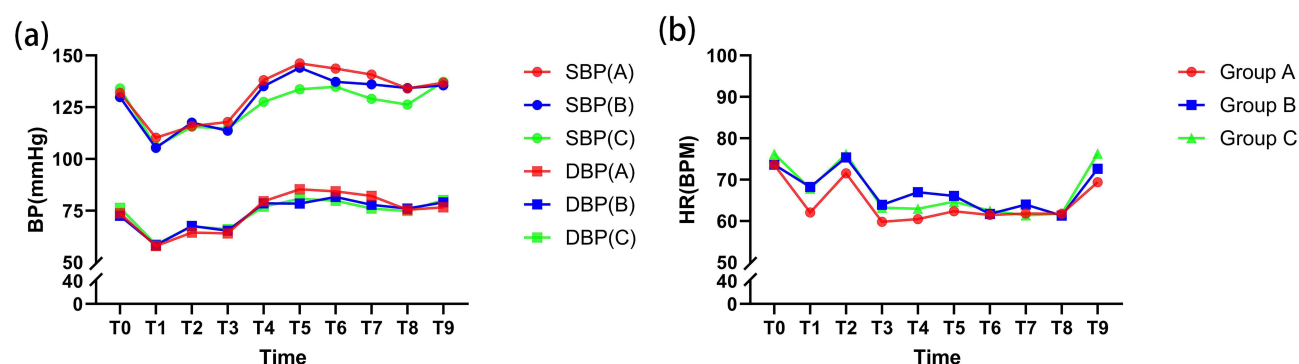 (a)
BP(mmHg)
150
125
100
75
50
40
0
T0 T1 T2 T3 T4 T5 T6 T7 T8 T9
Time
SBP(A)
SBP(B)
SBP(C)
DBP(A)
DBP(B)
DBP(C)
(b)
HR(BPM)
100
90
80
70
60
50
40
0
T0 T1 T2 T3 T4 T5 T6 T7 T8 T9
Time
Group A
Group B
Group C